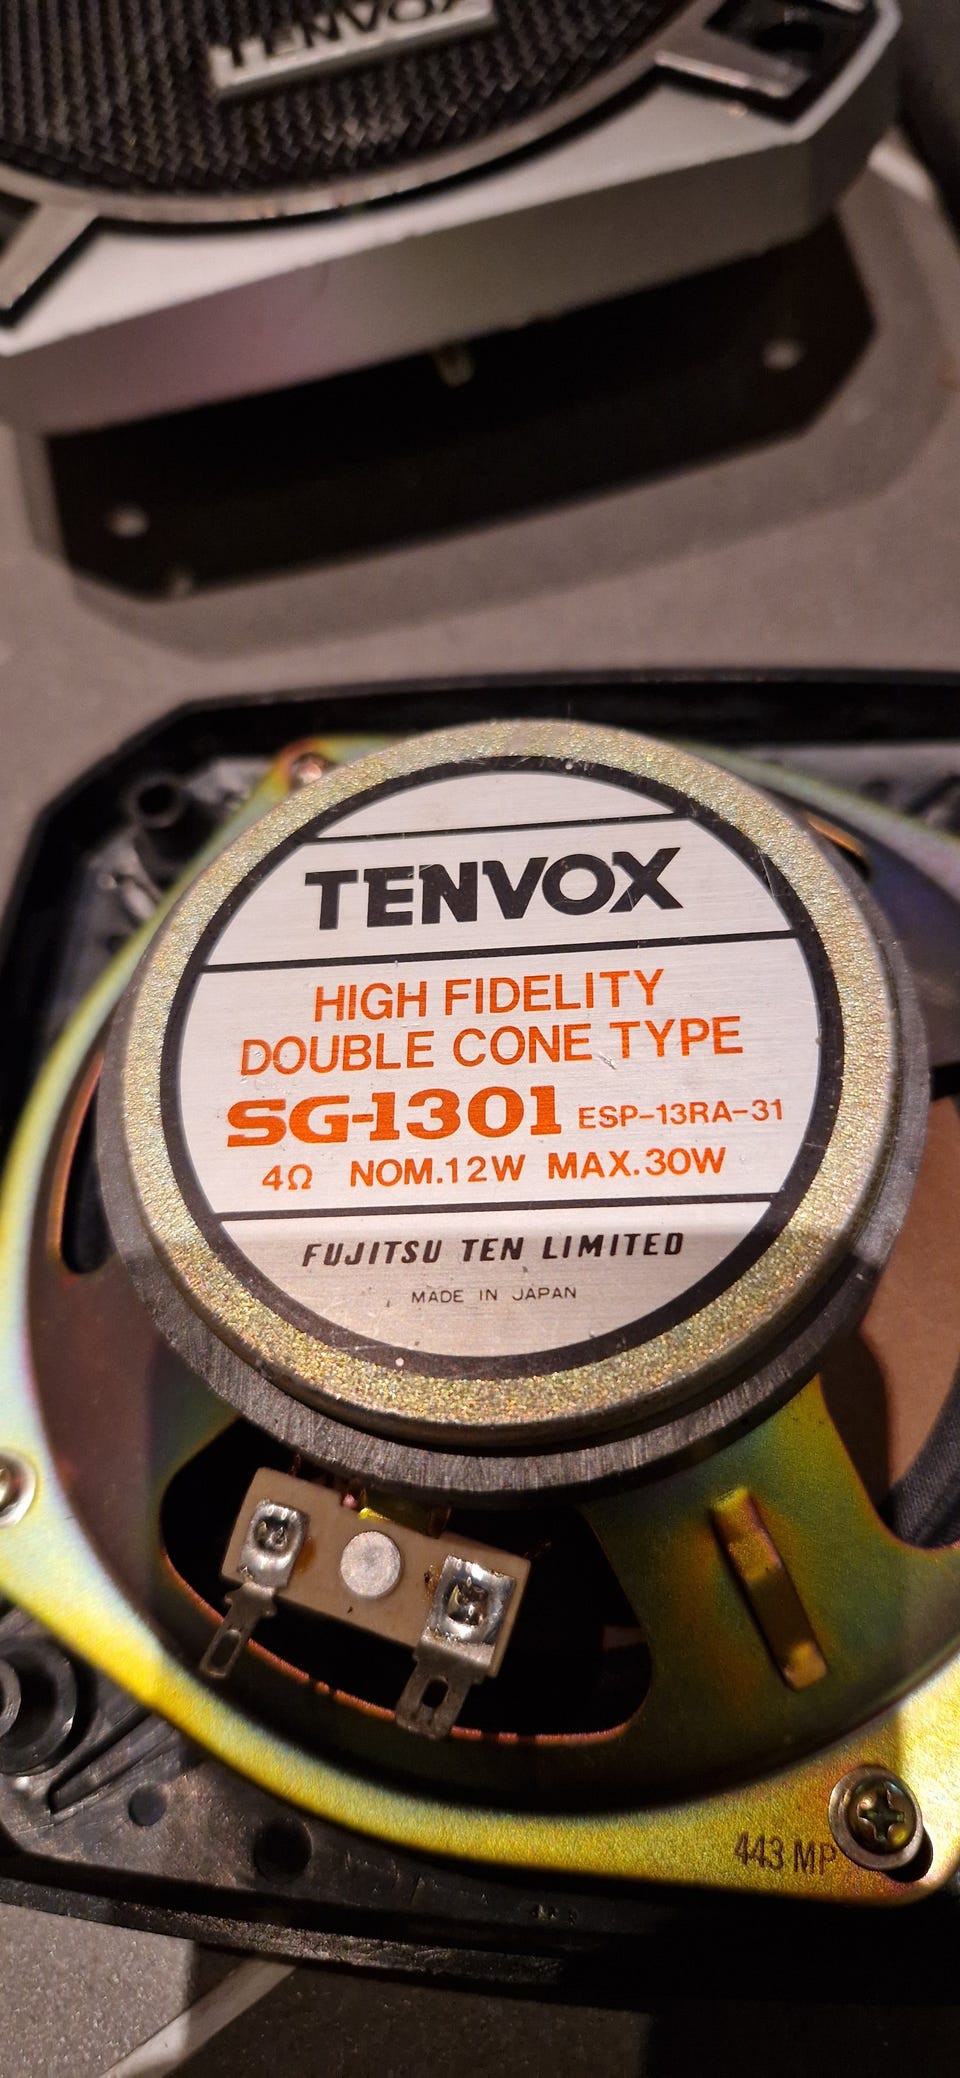 TENVOX
TENVOX
HIGH FIDELITY
DOUBLE CONE TYPE
SG-1301 ESP-13RA-31
4Ω NOM.12W MAX.30W
FUJITSU TEN LIMITED
MADE IN JAPAN
443 MP